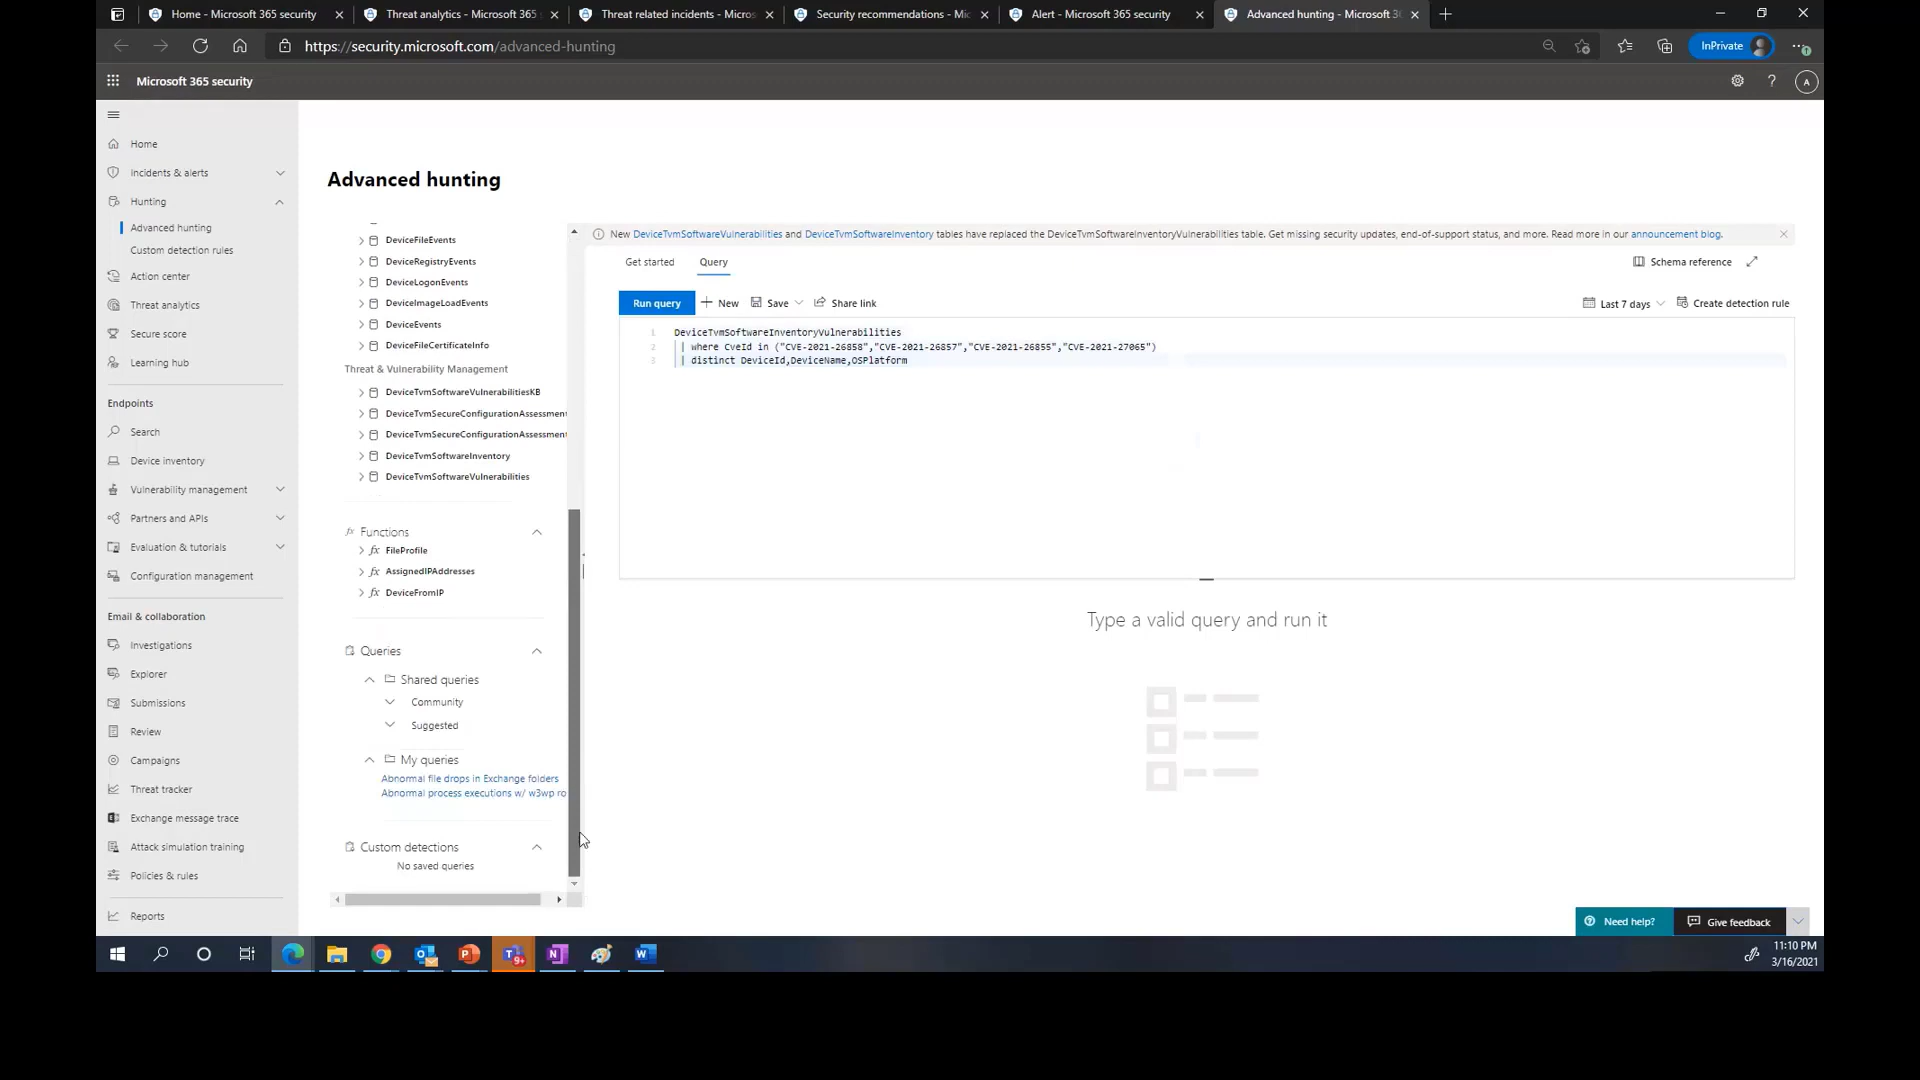 Home - Microsoft 365 security
Threat analytics - Microsoft 365
Threat related incidents - Micros
Security recommendations - Mic
Alert - Microsoft 365 security
Advanced hunting - Microsoft 3
https://security.microsoft.com/advanced-hunting
InPrivate
Microsoft 365 security
A
Home
Incidents & alerts
Hunting
Advanced hunting
Custom detection rules
Action center
Threat analytics
Secure score
Learning hub
Endpoints
Search
Device inventory
Vulnerability management
Partners and APIs
Evaluation & tutorials
Configuration management
Email & collaboration
Investigations
Explorer
Submissions
Review
Campaigns
Threat tracker
Exchange message trace
Attack simulation training
Policies & rules
Reports
Advanced hunting
DeviceFileEvents
DeviceRegistryEvents
DeviceLogonEvents
DeviceImageLoadEvents
DeviceEvents
DeviceFileCertificateInfo
Threat & Vulnerability Management
DeviceTvmSoftwareVulnerabilitiesKB
DeviceTvmSecureConfigurationAssessment
DeviceTvmSecureConfigurationAssessment
DeviceTvmSoftwareInventory
DeviceTvmSoftwareVulnerabilities
fx Functions
fx FileProfile
fx AssignedIPAddresses
fx DeviceFromIP
Queries
Shared queries
Community
Suggested
My queries
Abnormal file drops in Exchange folders
Abnormal process executions w/ w3wp ro
Custom detections
No saved queries
New DeviceTvmSoftwareVulnerabilities and DeviceTvmSoftwareInventory tables have replaced the DeviceTvmSoftwareInventoryVulnerabilities table. Get missing security updates, end-of-support status, and more. Read more in our announcement blog.
Get started
Query
Schema reference
Run query
New
Save
Share link
Last 7 days
Create detection rule
1 DeviceTvmSoftwareInventoryVulnerabilities
2 | where CveId in ("CVE-2021-26858","CVE-2021-26857","CVE-2021-26855","CVE-2021-27065")
3 | distinct DeviceId,DeviceName,OSPlatform
Type a valid query and run it
Need help?
Give feedback
9+
11:10 PM
3/16/2021